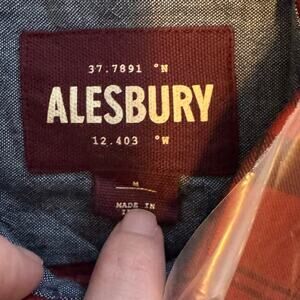 37.7891 °N
ALESBURY
12.403 °W
M
MADE IN